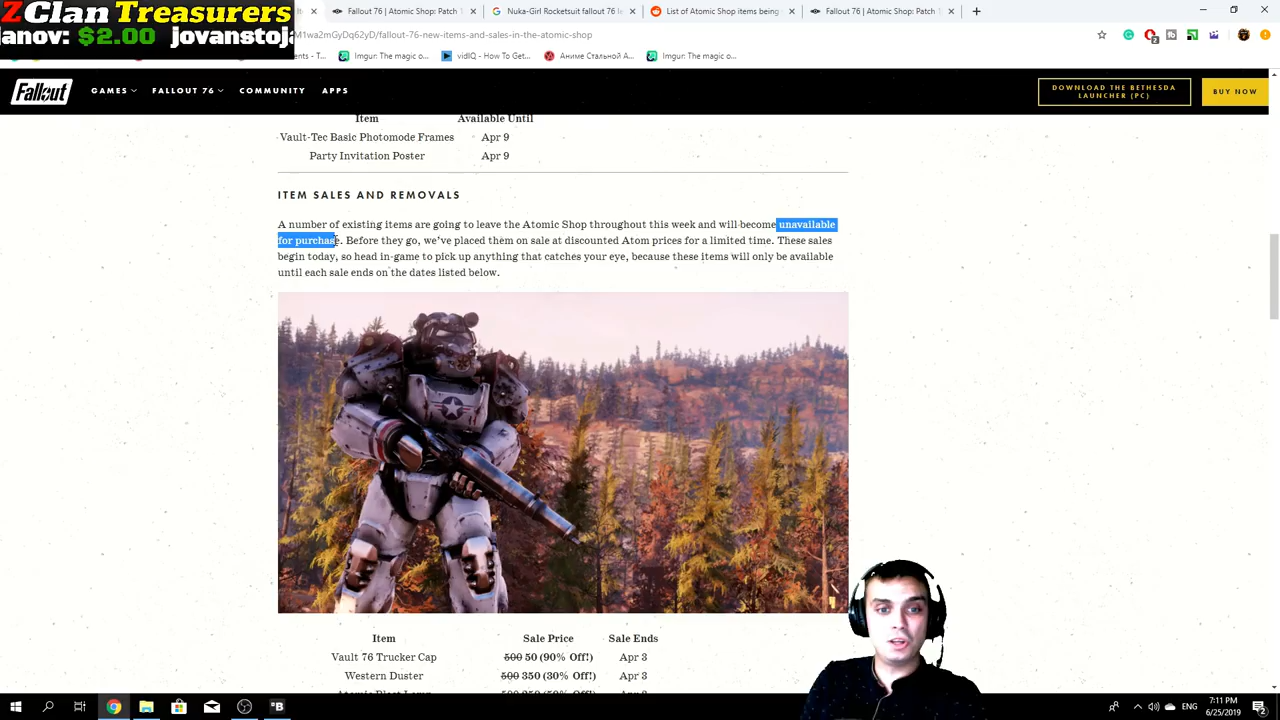 ZClan Treasurers
janov: $2.00 jovanstoj
Fallout 76 | Atomic Shop: Patch 1
Nuka-Girl Rocketsuit fallout 76 le
List of Atomic Shop items being
Fallout 76 | Atomic Shop: Patch 1
M1wa2mGyDq62yD/fallout-76-new-items-and-sales-in-the-atomic-shop
ents - T...
Imgur: The magic o...
vidIQ - How To Get...
Аниме Стальной А...
Imgur: The magic o...
Fallout
GAMES
FALLOUT 76
COMMUNITY
APPS
DOWNLOAD THE BETHESDA
LAUNCHER (PC)
BUY NOW
Item Available Until
Vault-Tec Basic Photomode Frames Apr 9
Party Invitation Poster Apr 9
ITEM SALES AND REMOVALS
A number of existing items are going to leave the Atomic Shop throughout this week and will become unavailable
for purchase. Before they go, we've placed them on sale at discounted Atom prices for a limited time. These sales
begin today, so head in-game to pick up anything that catches your eye, because these items will only be available
until each sale ends on the dates listed below.
Item Sale Price Sale Ends
Vault 76 Trucker Cap 500 50 (90% Off!) Apr 3
Western Duster 500 350 (30% Off!) Apr 3
ENG
7:11 PM
6/25/2019